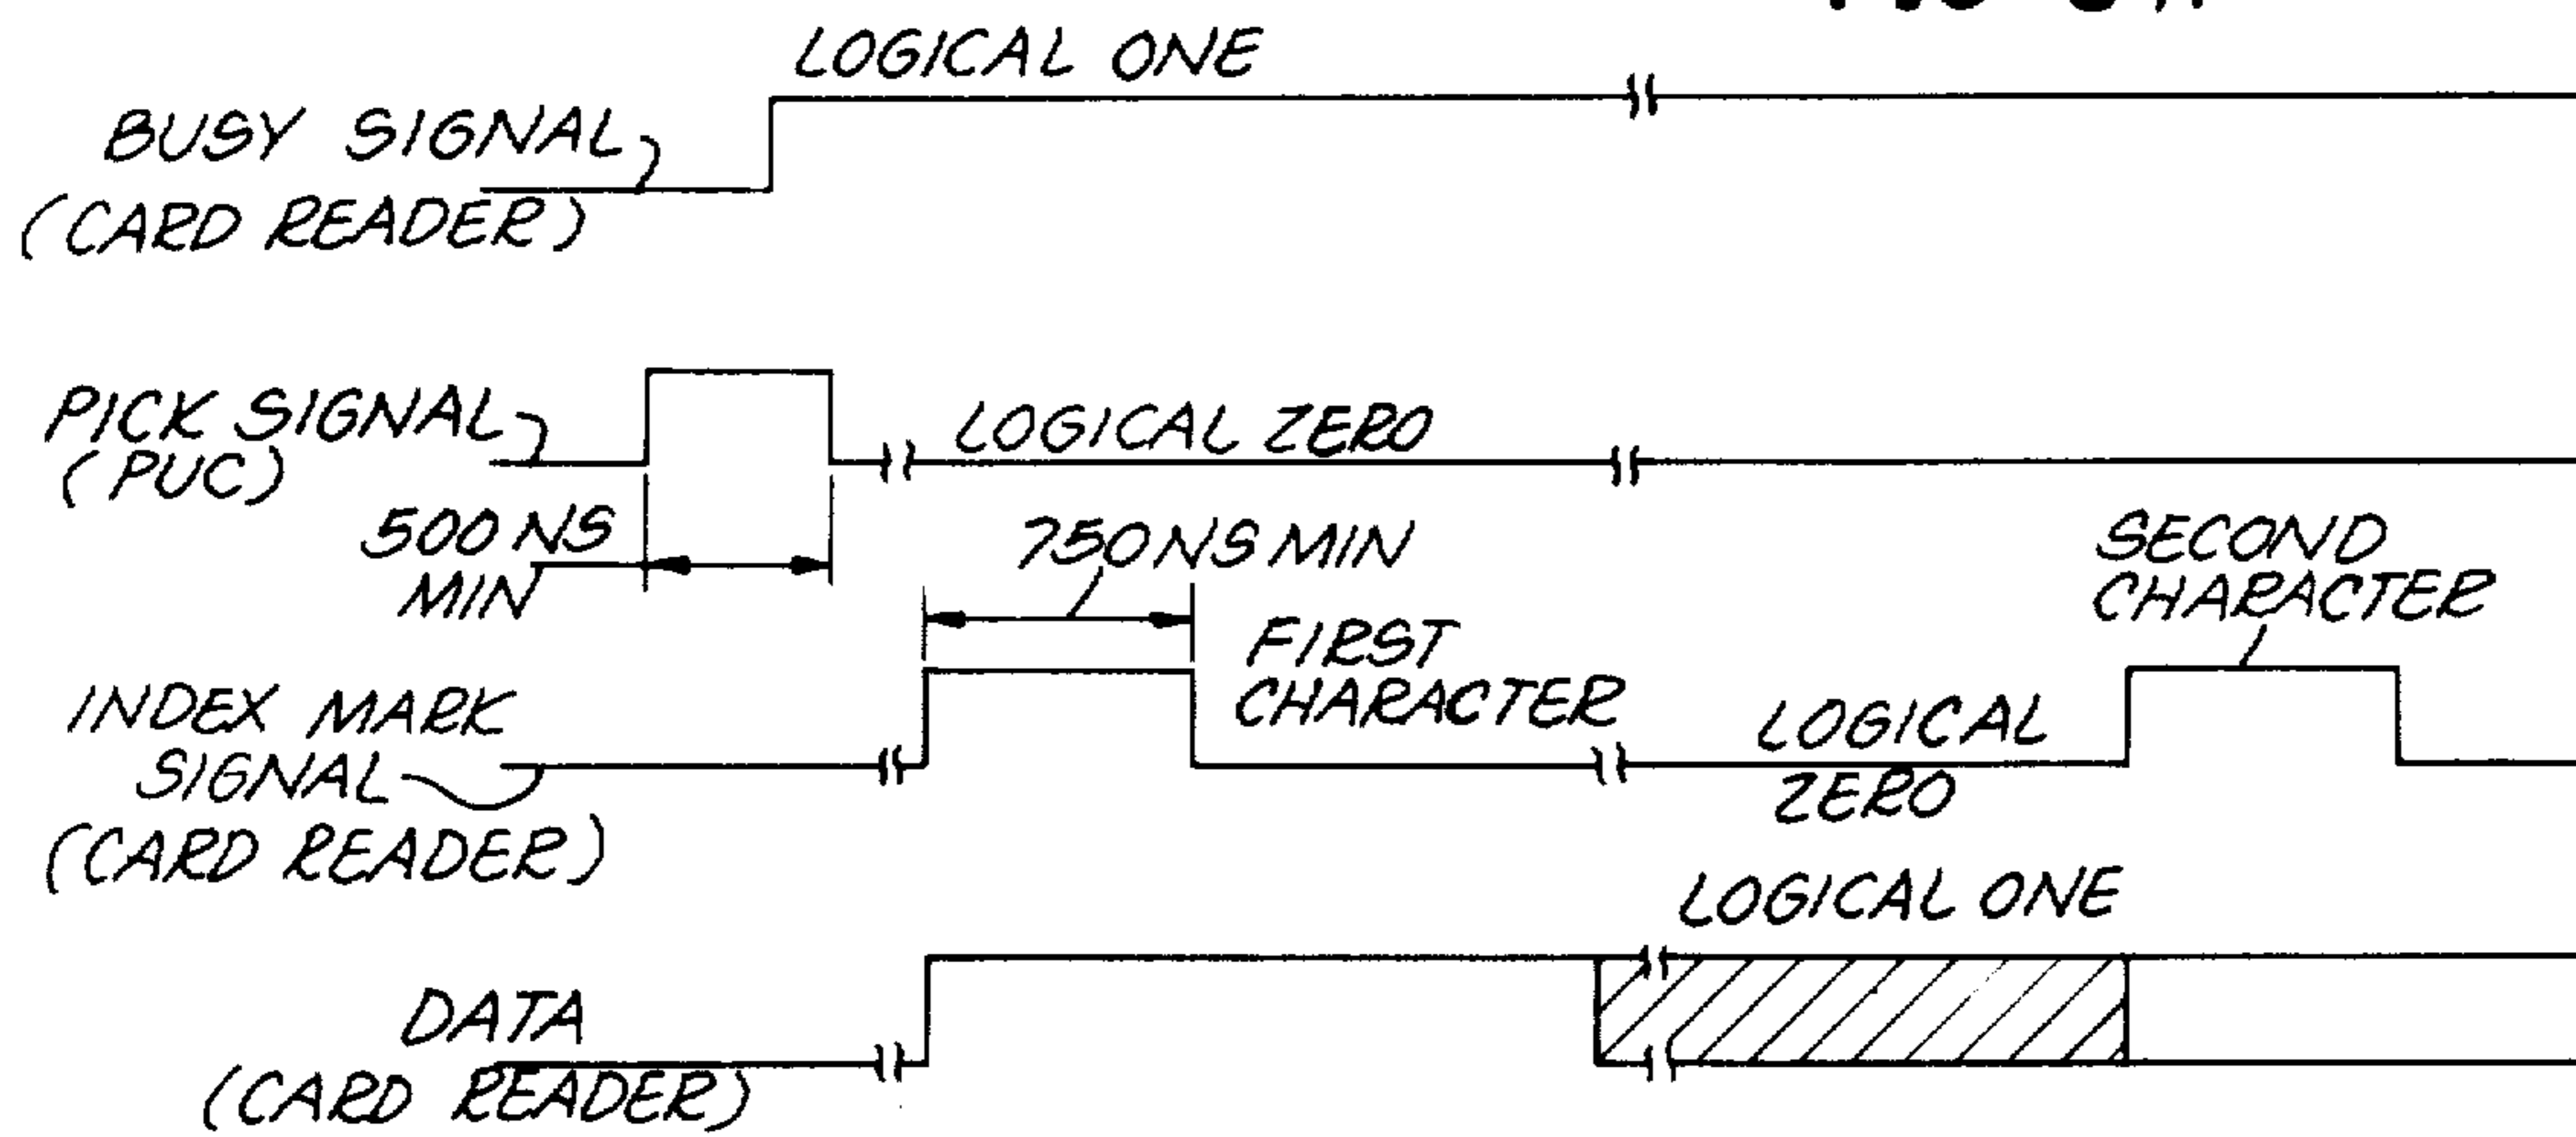 LOGICAL ONE
BUSY SIGNAL
(CARD READER)
PICK SIGNAL
(PUC)
LOGICAL ZERO
500 NS
MIN
750 NS MIN
SECOND
CHARACTER
FIRST
CHARACTER
INDEX MARK
SIGNAL
(CARD READER)
LOGICAL
ZERO
LOGICAL ONE
DATA
(CARD READER)